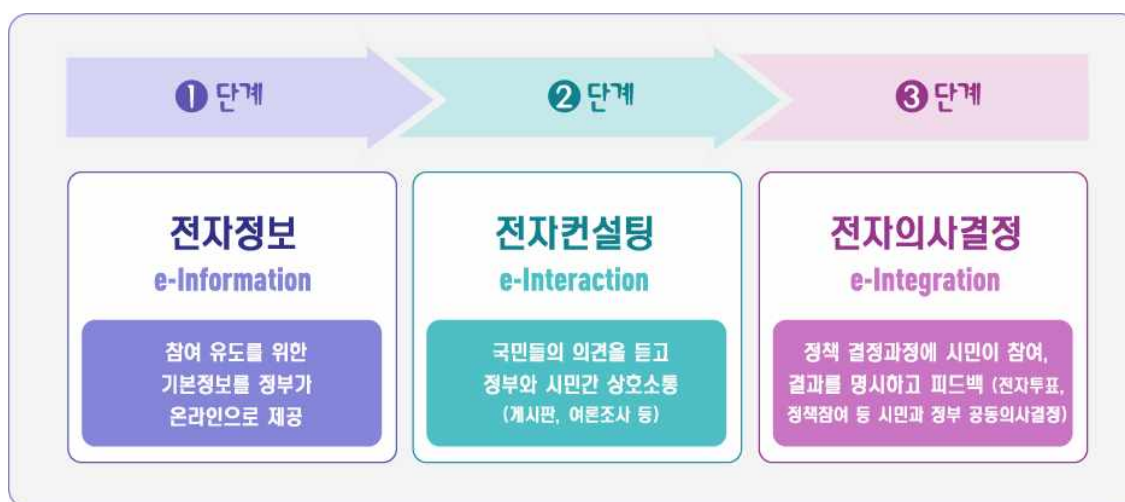 1 단계
2 단계
3 단계
전자정보
e-Information
참여 유도를 위한
기본정보를 정부가
온라인으로 제공
전자컨설팅
e-Interaction
국민들의 의견을 듣고
정부와 시민간 상호소통
(게시판, 여론조사 등)
전자의사결정
e-Integration
정책 결정과정에 시민이 참여,
결과를 명시하고 피드백 (전자투표,
정책참여 등 시민과 정부 공동의사결정)